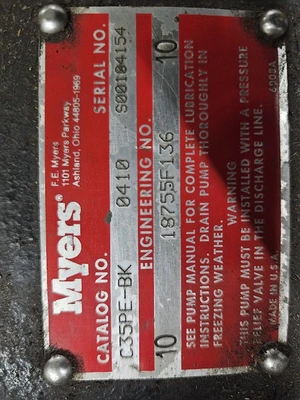 Myers®
F.E. Myers
1101 Myers Parkway
Ashland, Ohio 44805-1969
CATALOG NO. SERIAL NO.
C35PE-BK 0410 S00184154
ENGINEERING NO.
10 18755F136 10
SEE PUMP MANUAL FOR COMPLETE LUBRICATION
INSTRUCTIONS. DRAIN PUMP THOROUGHLY IN
FREEZING WEATHER.
WARNING
THIS PUMP MUST BE INSTALLED WITH A PRESSURE
RELIEF VALVE IN THE DISCHARGE LINE.
MADE IN U.S.A.